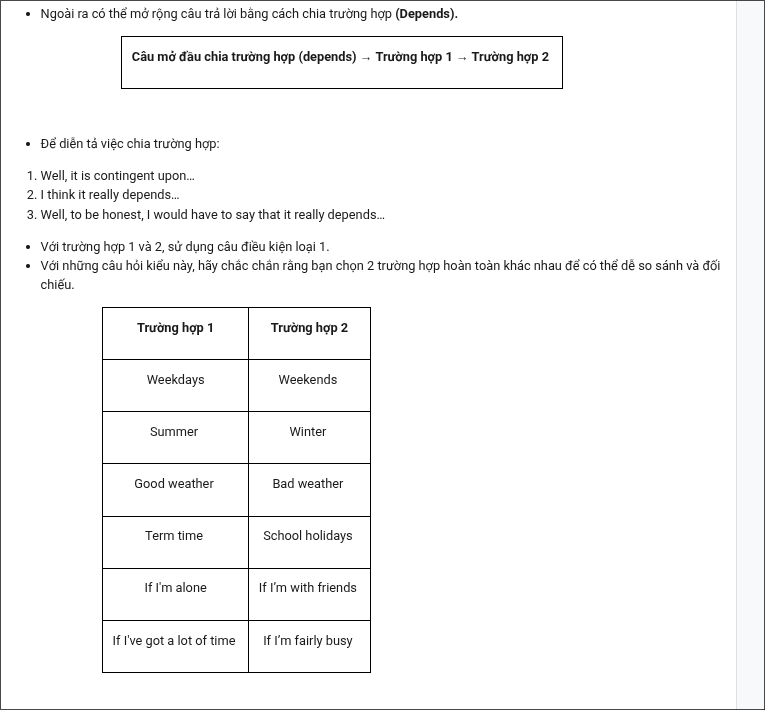 Ngoài ra có thể mở rộng câu trả lời bằng cách chia trường hợp (Depends).
Câu mở đầu chia trường hợp (depends) → Trường hợp 1 → Trường hợp 2
Để diễn tả việc chia trường hợp:
1. Well, it is contingent upon...
2. I think it really depends...
3. Well, to be honest, I would have to say that it really depends...
Với trường hợp 1 và 2, sử dụng câu điều kiện loại 1.
Với những câu hỏi kiểu này, hãy chắc chắn rằng bạn chọn 2 trường hợp hoàn toàn khác nhau để có thể dễ so sánh và đối
chiếu.
Trường hợp 1 Trường hợp 2
Weekdays Weekends
Summer Winter
Good weather Bad weather
Term time School holidays
If I'm alone If I'm with friends
If I've got a lot of time If I'm fairly busy